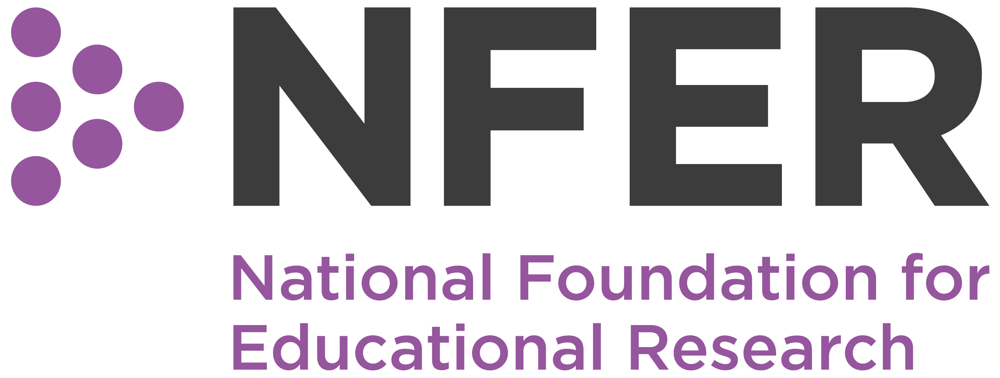 NFER
National Foundation for
Educational Research